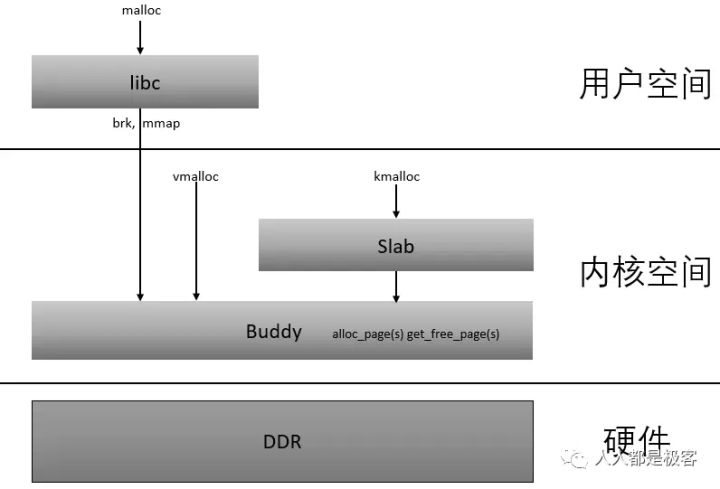 malloc
libc
用户空间
brk, mmap
vmalloc
kmalloc
Slab
内核空间
Buddy
alloc_page(s) get_free_page(s)
DDR
硬件
人人都是极客